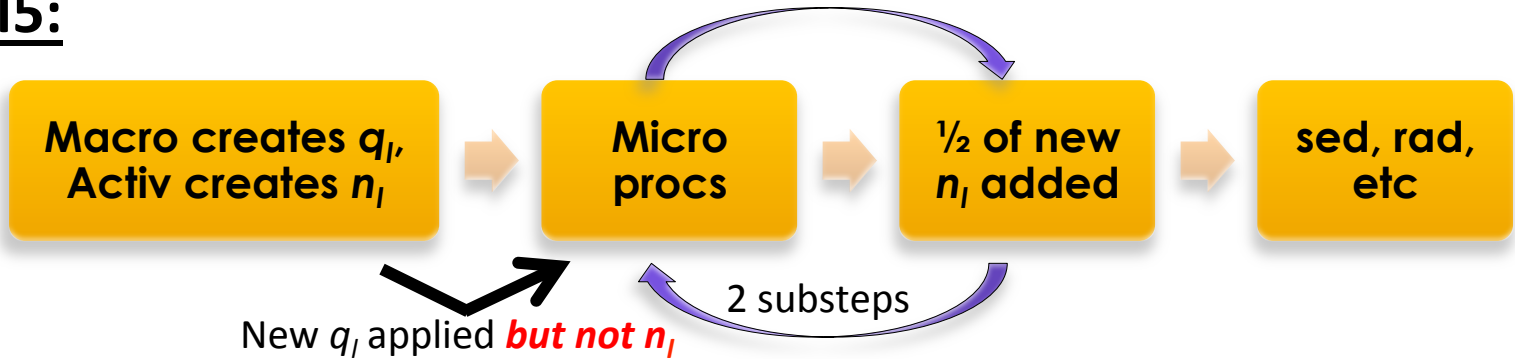 Macro creates q_l,
Activ creates n_l
Micro
procs
½ of new
n_l added
sed, rad,
etc
2 substeps
New q_l applied but not n_l